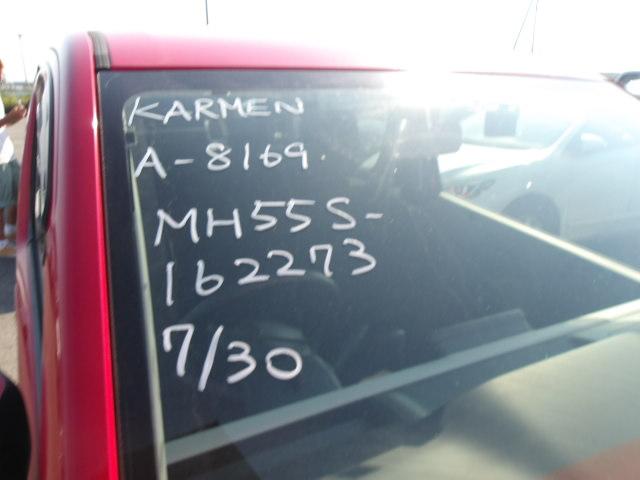 KARMEN
A-8169
MH55S-
162273
7/30